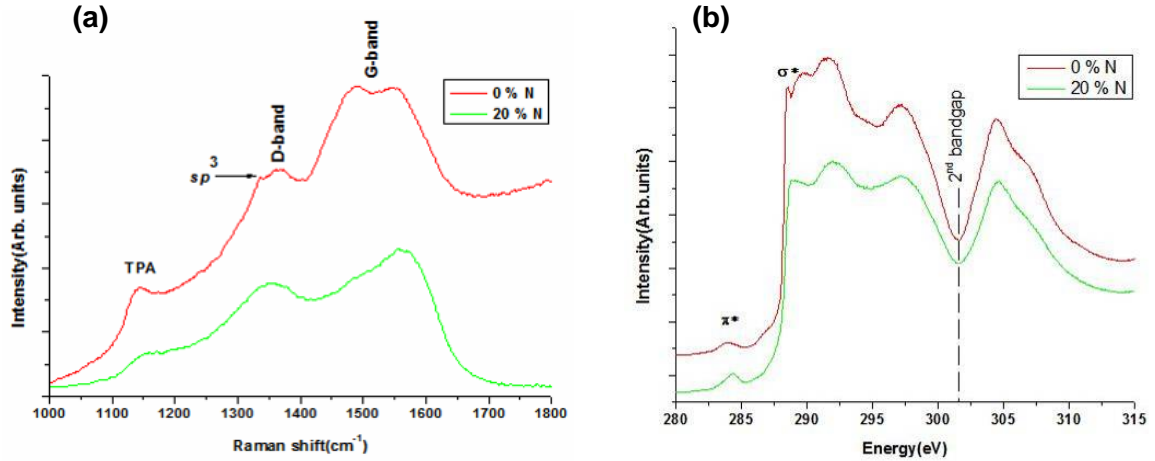 (a)
Intensity(Arb. units)
TPA
sp3
D-band
G-band
0 % N
20 % N
1000 1100 1200 1300 1400 1500 1600 1700 1800
Raman shift(cm-1)
(b)
Intensity(Arb.units)
π*
σ*
2nd bandgap
0 % N
20 % N
280 285 290 295 300 305 310 315
Energy(eV)